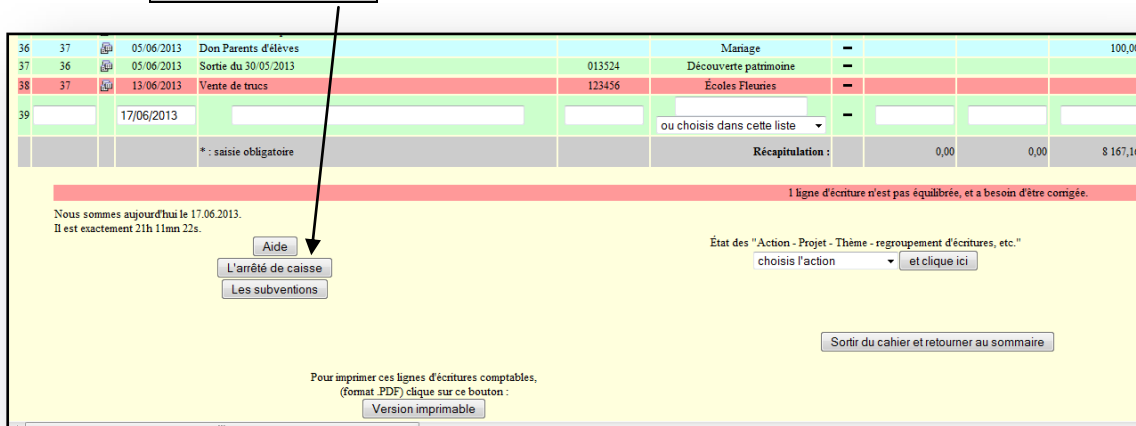 36 37 05/06/2013 Don Parents d'élèves Mariage – 100,00
37 36 05/06/2013 Sortie du 30/05/2013 013524 Découverte patrimoine –
38 37 13/06/2013 Vente de trucs 123456 Écoles Fleuries –
39 17/06/2013 –
ou choisis dans cette liste
* : saisie obligatoire Récapitulation : 0,00 0,00 8 167,16
1 ligne d'écriture n'est pas équilibrée, et a besoin d'être corrigée.
Nous sommes aujourd'hui le 17.06.2013.
Il est exactement 21h 11mn 22s.
Aide
L'arrêté de caisse
Les subventions
État des "Action - Projet - Thème - regroupement d'écritures, etc."
choisis l'action et clique ici
Sortir du cahier et retourner au sommaire
Pour imprimer ces lignes d'écritures comptables,
(format .PDF) clique sur ce bouton :
Version imprimable